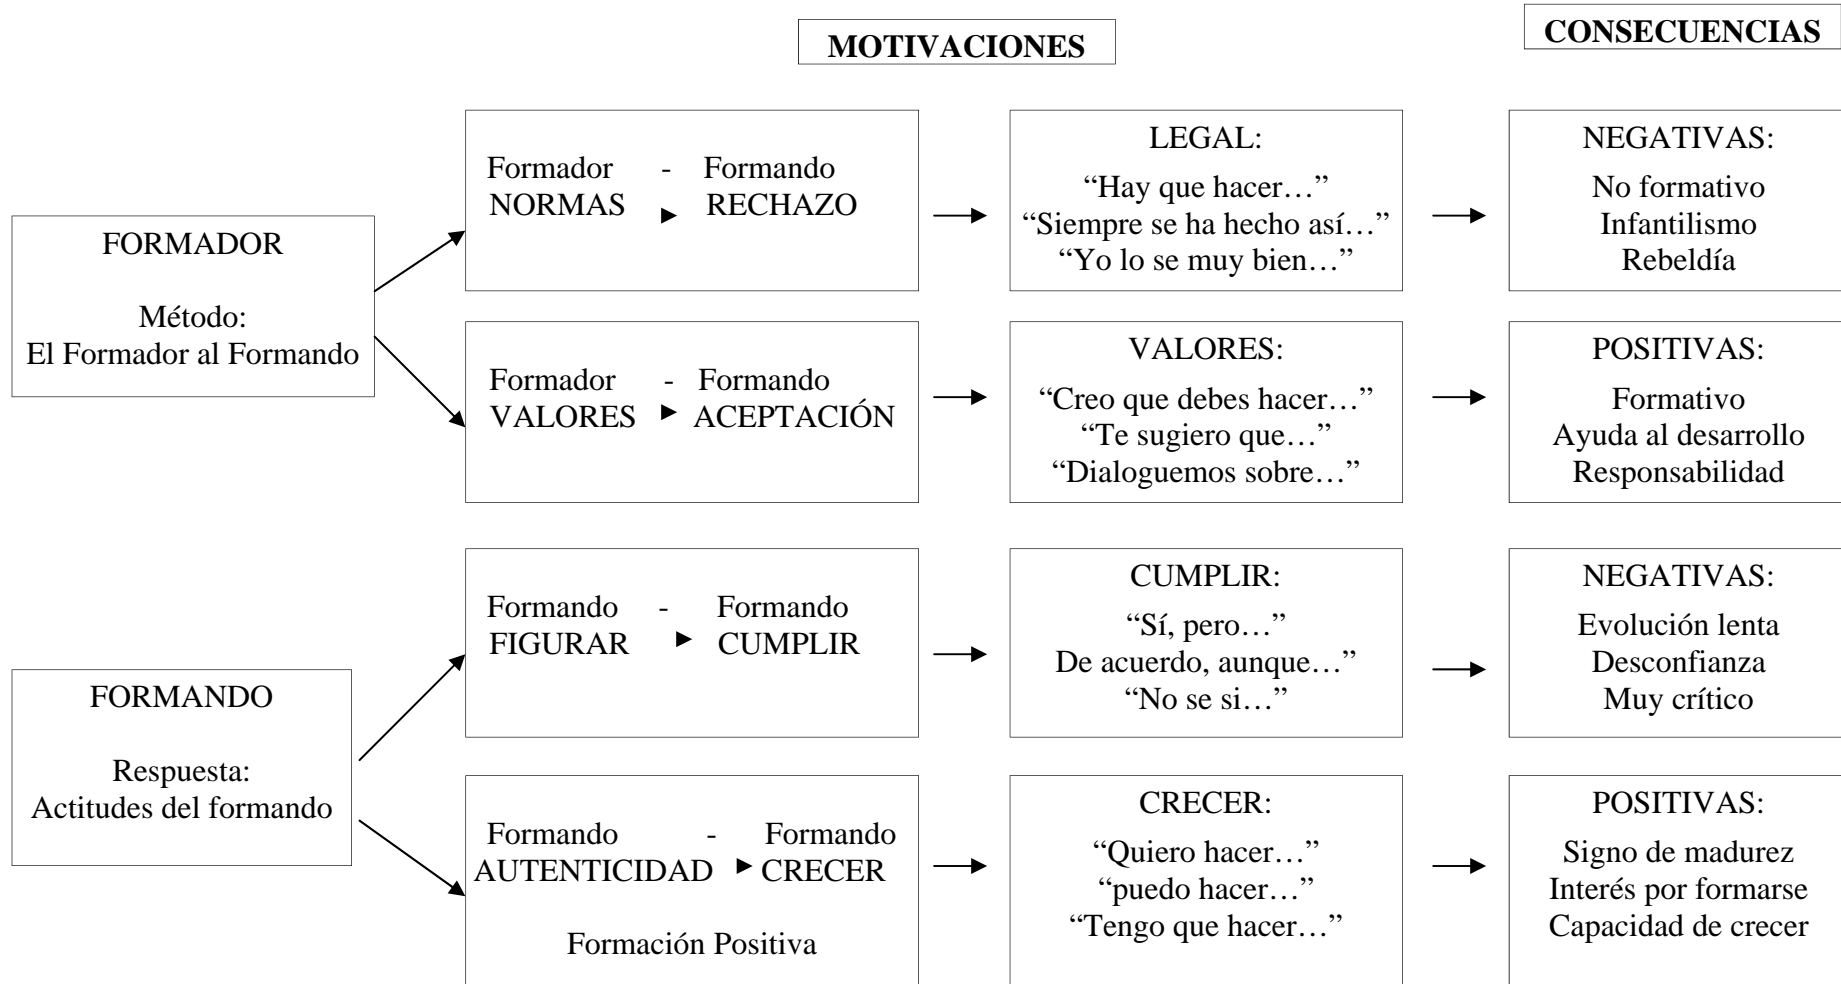 MOTIVACIONES
CONSECUENCIAS
FORMADOR
Método:
El Formador al Formando
Formador - Formando
NORMAS ► RECHAZO
LEGAL:
“Hay que hacer…”
“Siempre se ha hecho así…”
“Yo lo se muy bien…”
NEGATIVAS:
No formativo
Infantilismo
Rebeldía
Formador - Formando
VALORES ► ACEPTACIÓN
VALORES:
“Creo que debes hacer…”
“Te sugiero que…”
“Dialoguemos sobre…”
POSITIVAS:
Formativo
Ayuda al desarrollo
Responsabilidad
FORMANDO
Respuesta:
Actitudes del formando
Formando - Formando
FIGURAR ► CUMPLIR
CUMPLIR:
“Sí, pero…”
De acuerdo, aunque…”
“No se si…”
NEGATIVAS:
Evolución lenta
Desconfianza
Muy crítico
Formando - Formando
AUTENTICIDAD ► CRECER
Formación Positiva
CRECER:
“Quiero hacer…”
“puedo hacer…”
“Tengo que hacer…”
POSITIVAS:
Signo de madurez
Interés por formarse
Capacidad de crecer